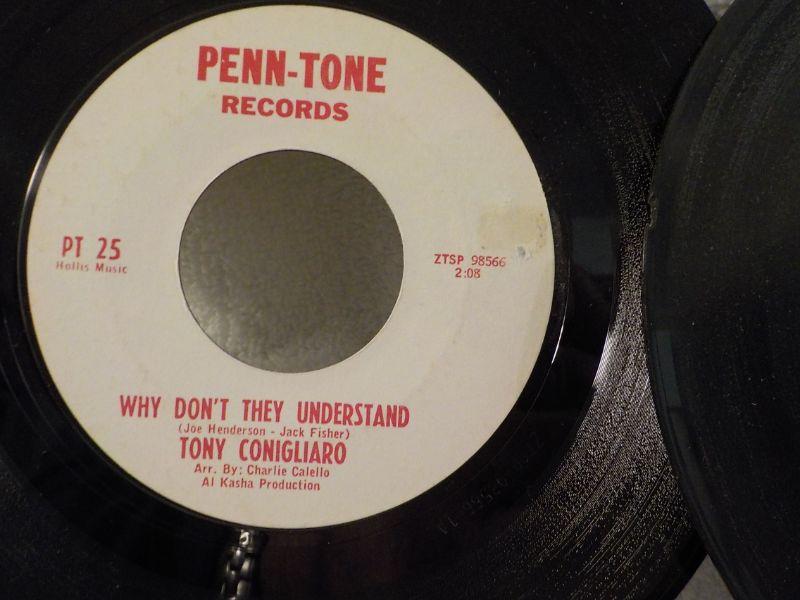 PENN-TONE
RECORDS
PT 25
Hollis Music
ZTSP 98566
2:08
WHY DON'T THEY UNDERSTAND
(Joe Henderson - Jack Fisher)
TONY CONIGLIARO
Arr. By: Charlie Calello
Al Kasha Production